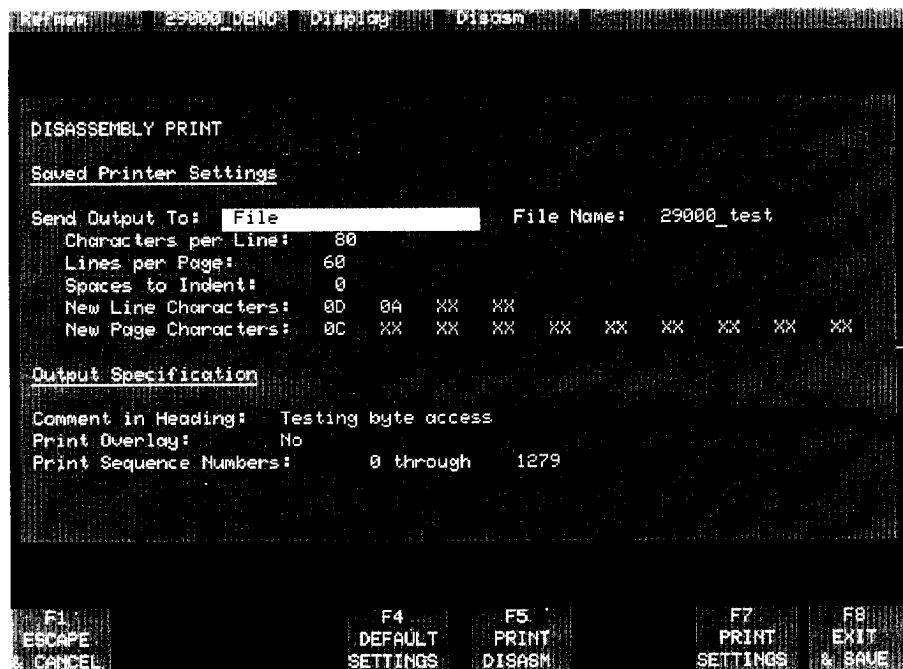 Refmem 29000_DEMO Display Disasm
DISASSEMBLY PRINT
Saved Printer Settings
Send Output To: File File Name: 29000_test
Characters per Line: 80
Lines per Page: 60
Spaces to Indent: 0
New Line Characters: 0D 0A XX XX
New Page Characters: 0C XX XX XX XX XX XX XX XX XX
Output Specification
Comment in Heading: Testing byte access
Print Overlay: No
Print Sequence Numbers: 0 through 1279
F1 F4 F5 F7 F8
ESCAPE DEFAULT PRINT PRINT EXIT
& CANCEL SETTINGS DISASM SETTINGS & SAVE